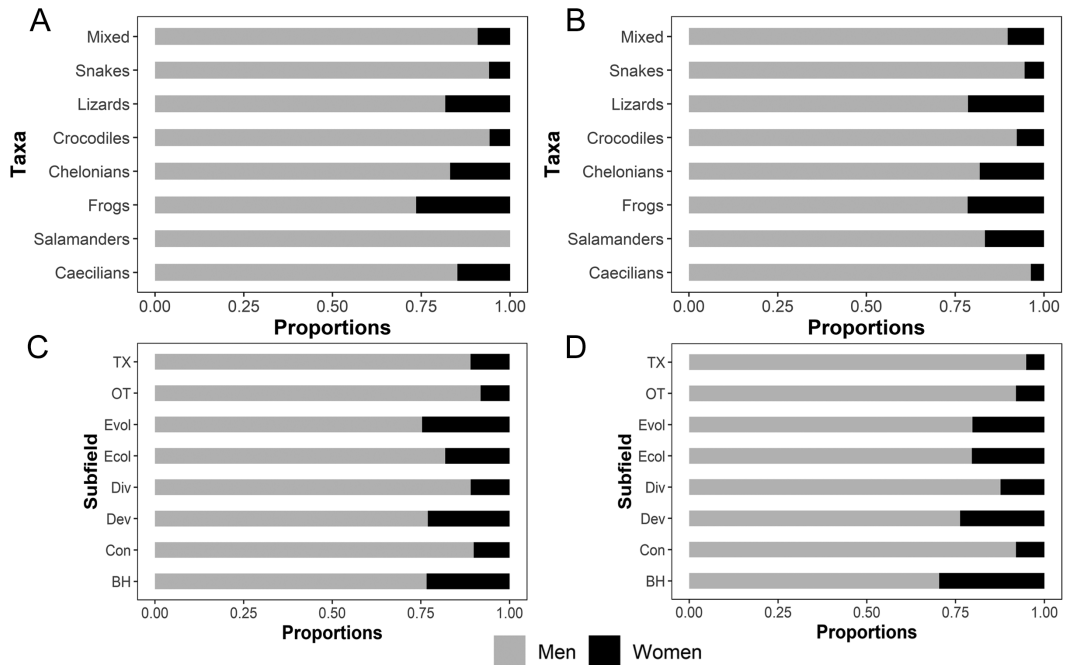 A
Taxa
Mixed
Snakes
Lizards
Crocodiles
Chelonians
Frogs
Salamanders
Caecilians
0.00 0.25 0.50 0.75 1.00
Proportions
B
Taxa
Mixed
Snakes
Lizards
Crocodiles
Chelonians
Frogs
Salamanders
Caecilians
0.00 0.25 0.50 0.75 1.00
Proportions
C
Subfield
TX
OT
Evol
Ecol
Div
Dev
Con
BH
0.00 0.25 0.50 0.75 1.00
Proportions
D
Subfield
TX
OT
Evol
Ecol
Div
Dev
Con
BH
0.00 0.25 0.50 0.75 1.00
Proportions
Men Women